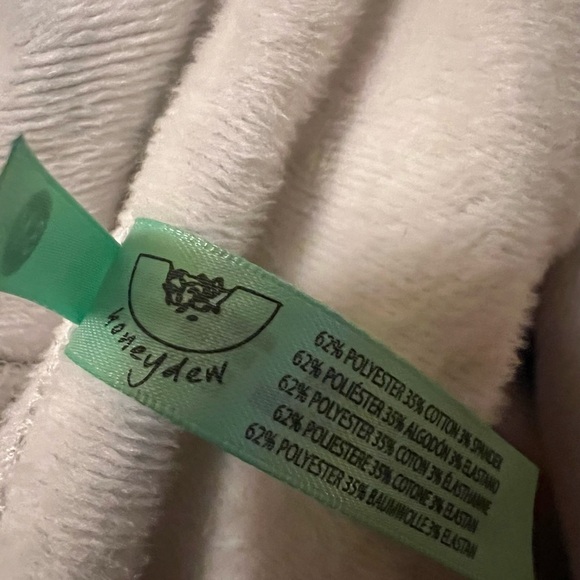 honeydew
62% POLYESTER 35% COTTON 3% SPANDEX
62% POLIÉSTER 35% ALGODÓN 3% ELASTANO
62% POLYESTER 35% COTON 3% ÉLASTHANNE
62% POLIESTERE 35% COTONE 3% ELASTAN
62% POLYESTER 35% BAUMWOLLE 3% ELASTAN